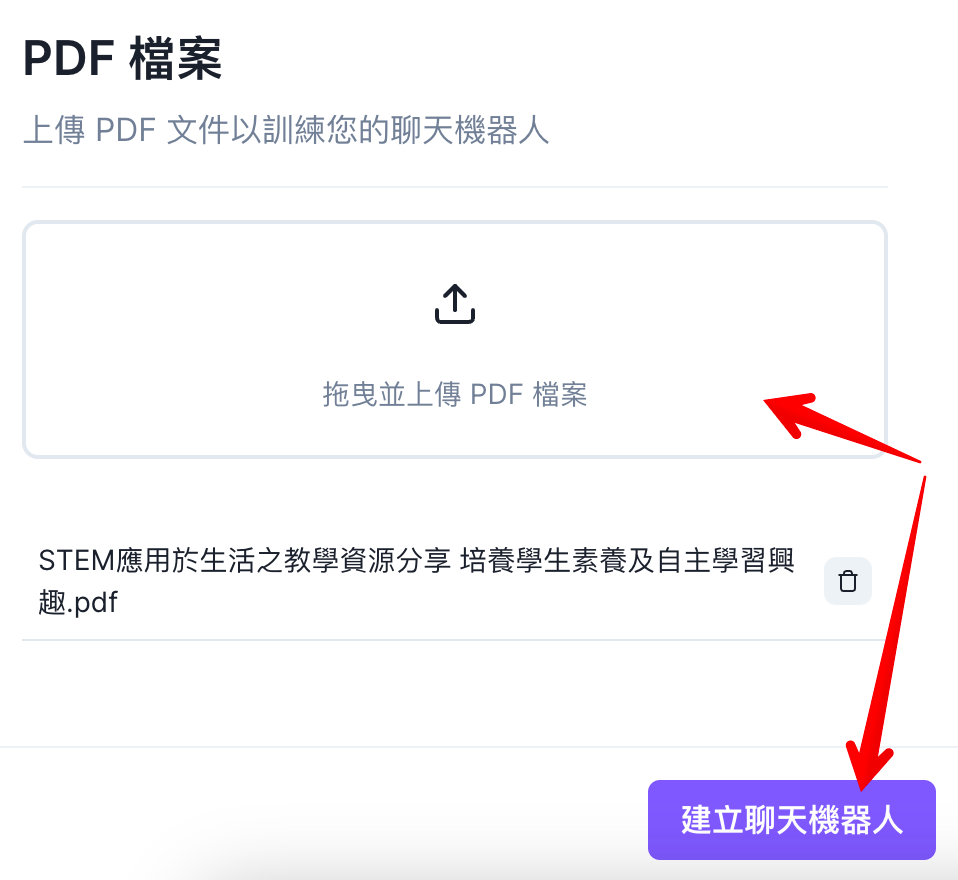 PDF 檔案
上傳 PDF 文件以訓練您的聊天機器人
拖曳並上傳 PDF 檔案
STEM應用於生活之教學資源分享 培養學生素養及自主學習興
趣.pdf
建立聊天機器人